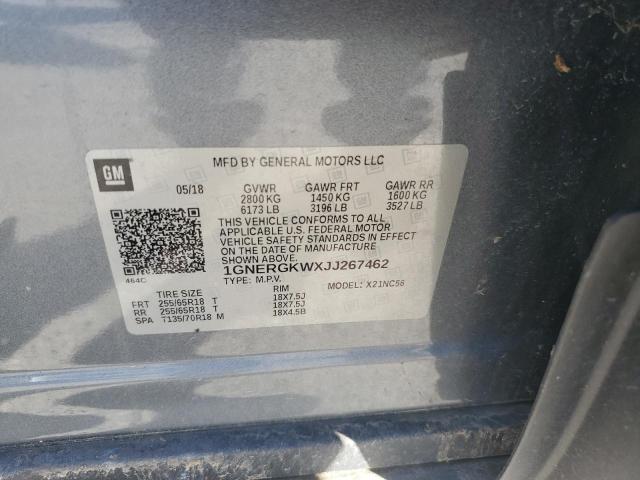 GM
MFD BY GENERAL MOTORS LLC
05/18 GVWR GAWR FRT GAWR RR
2800 KG 1450 KG 1600 KG
6173 LB 3196 LB 3527 LB
THIS VEHICLE CONFORMS TO ALL
APPLICABLE U.S. FEDERAL MOTOR
VEHICLE SAFETY STANDARDS IN EFFECT
ON THE DATE OF MANUFACTURE
SHOWN ABOVE.
1GNERGKWXJJ267462
464C
TYPE: M.P.V. MODEL: X21NC56
TIRE SIZE RIM
FRT 255/65R18 T 18X7.5J
RR 255/65R18 T 18X7.5J
SPA T135/70R18 M 18X4.5B